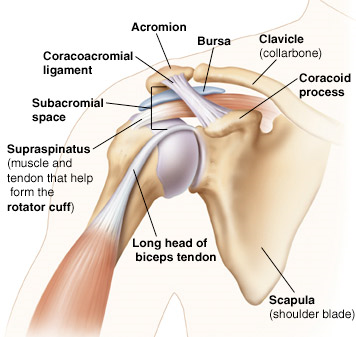 Acromion
Bursa
Clavicle
(collarbone)
Coracoacromial
ligament
Coracoid
process
Subacromial
space
Supraspinatus
(muscle and
tendon that help
form the
rotator cuff)
Long head of
biceps tendon
Scapula
(shoulder blade)